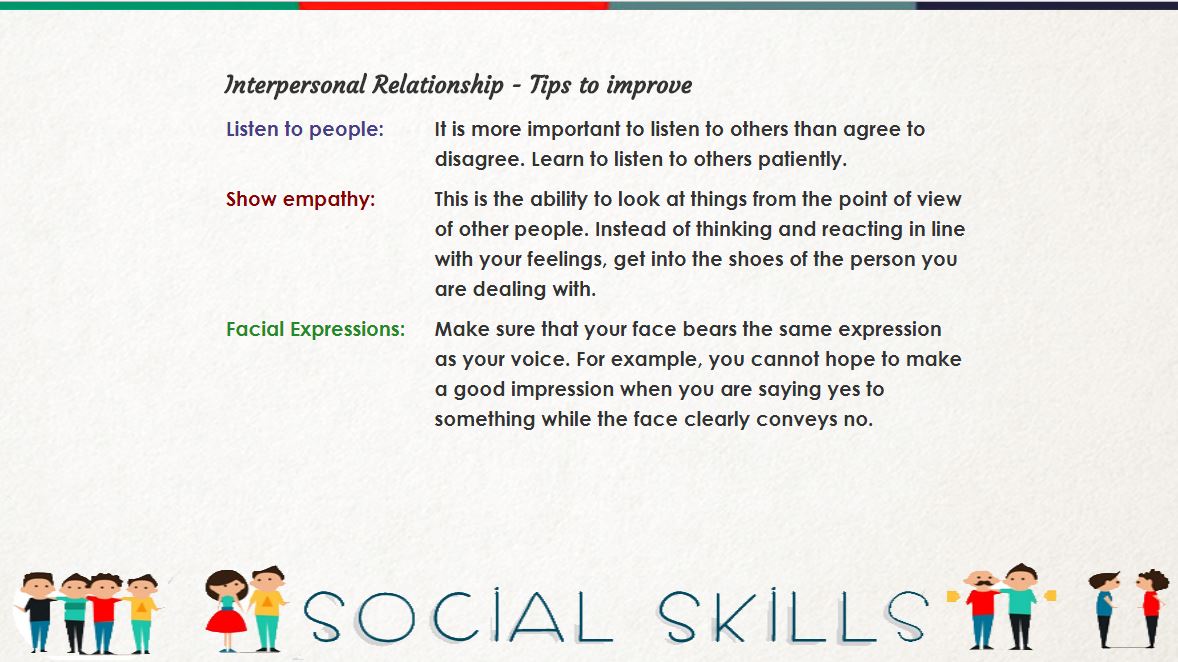 Interpersonal Relationship - Tips to improve
Listen to people: It is more important to listen to others than agree to
disagree. Learn to listen to others patiently.
Show empathy: This is the ability to look at things from the point of view
of other people. Instead of thinking and reacting in line
with your feelings, get into the shoes of the person you
are dealing with.
Facial Expressions: Make sure that your face bears the same expression
as your voice. For example, you cannot hope to make
a good impression when you are saying yes to
something while the face clearly conveys no.
SOCIAL SKILLS